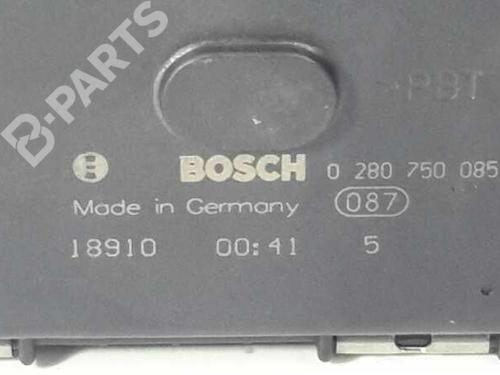 B-PARTS
>PBT
BOSCH 0 280 750 085
Made in Germany 087
18910 00:41 5